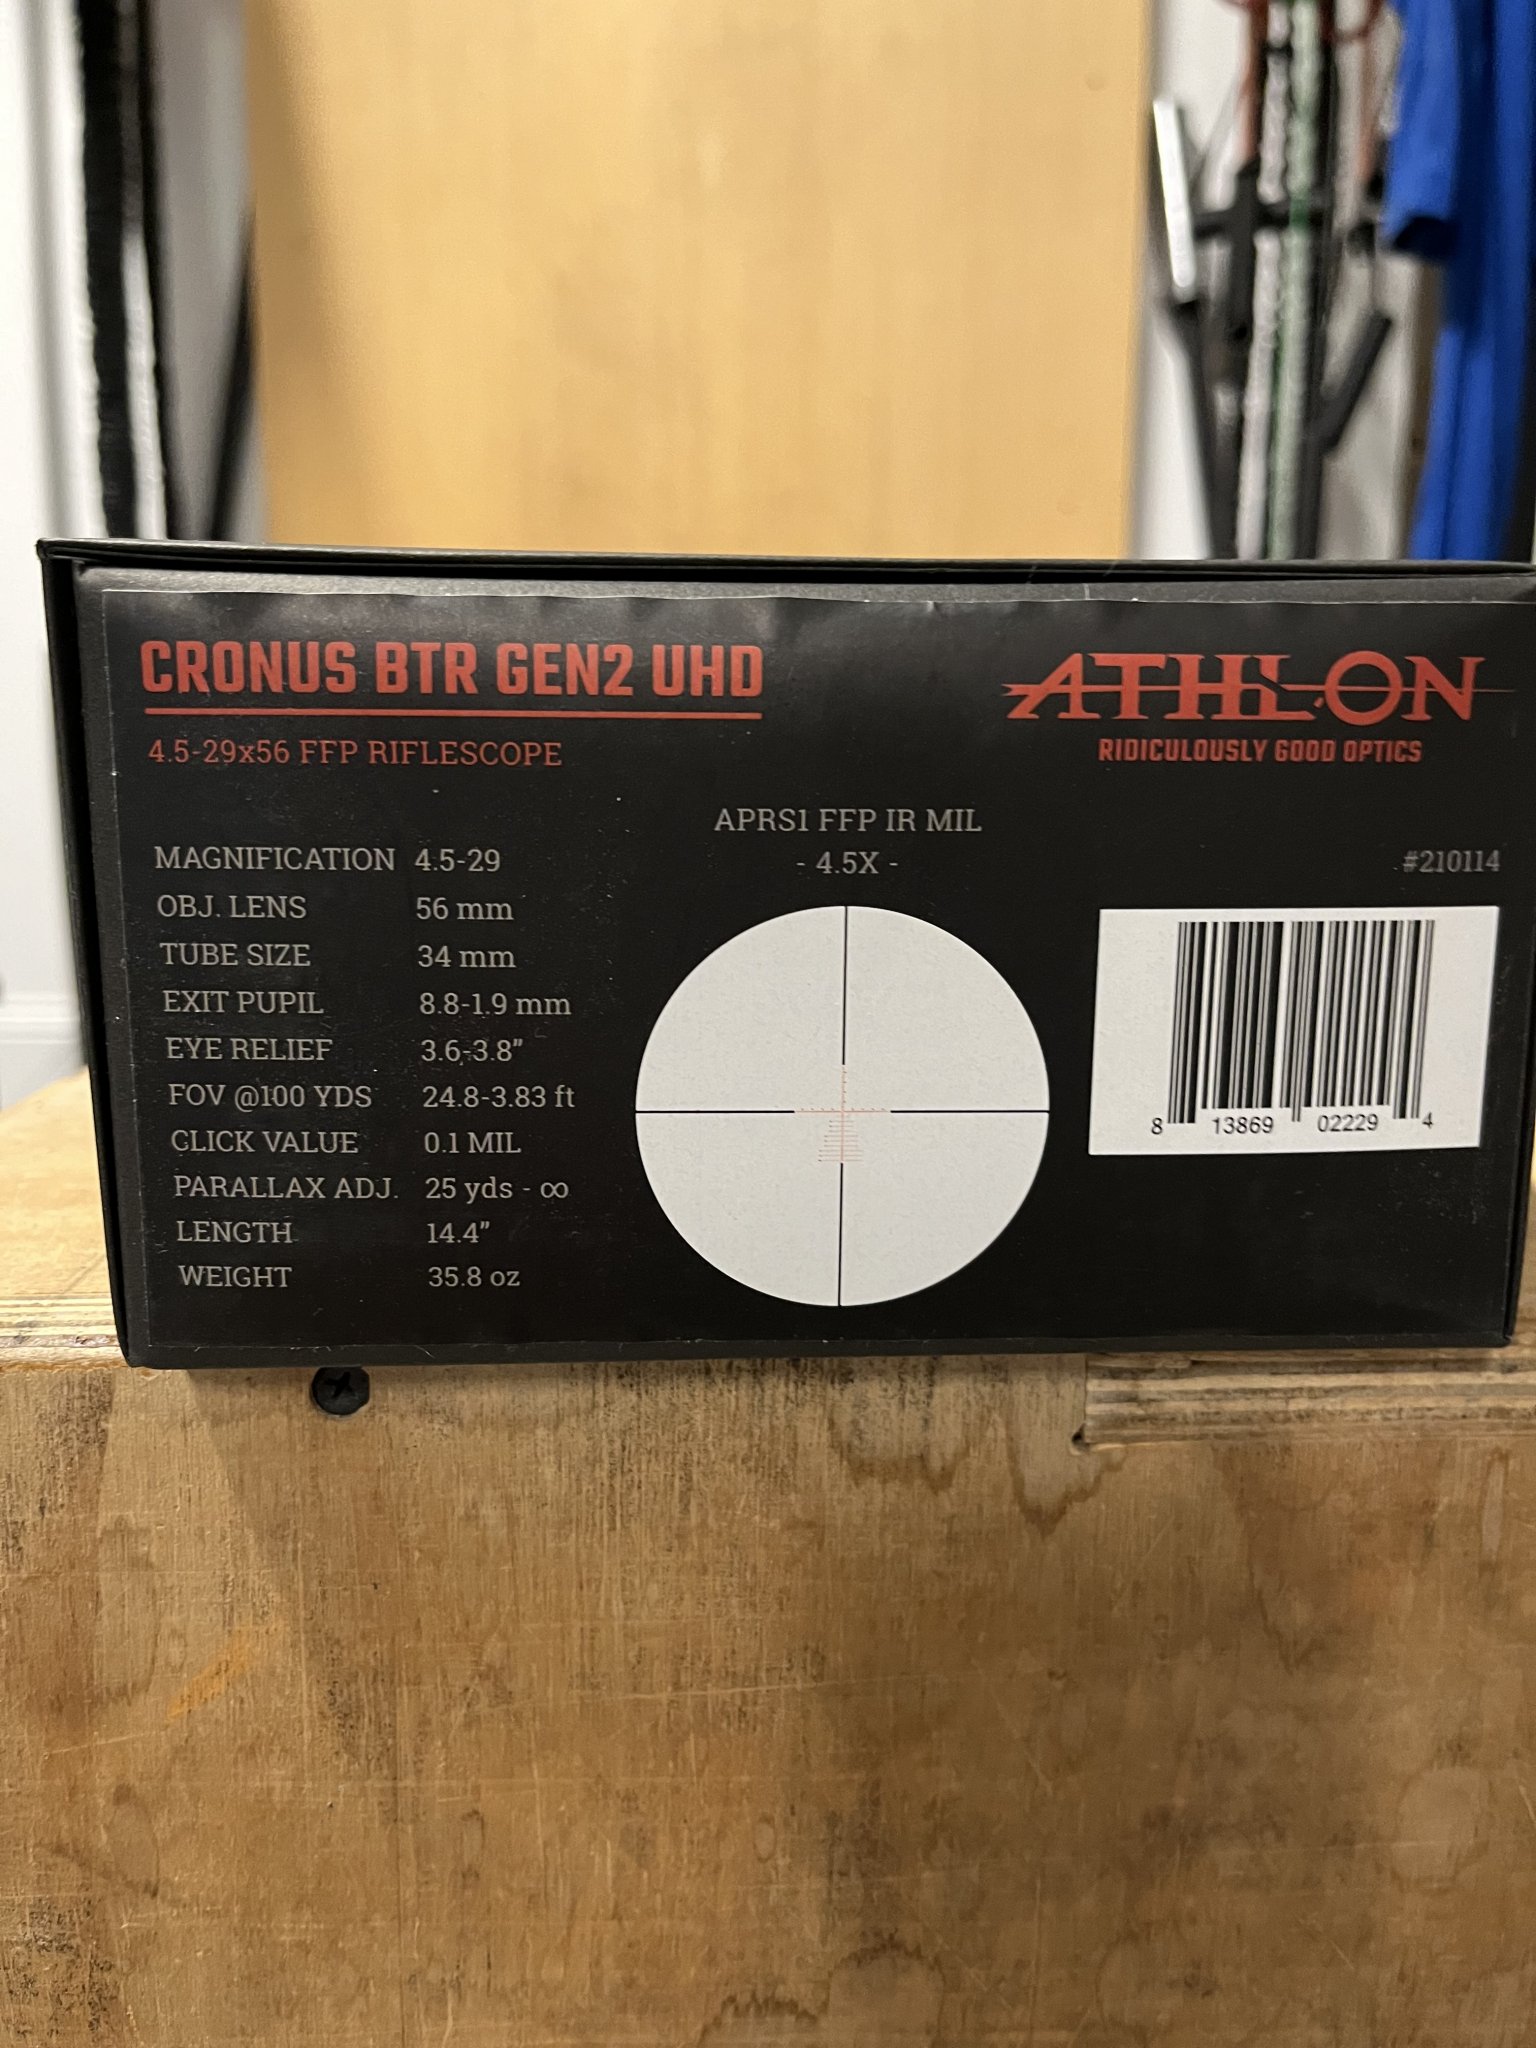 CRONUS BTR GEN2 UHD
4.5-29x56 FFP RIFLESCOPE
ATHLON
RIDICULOUSLY GOOD OPTICS
MAGNIFICATION 4.5-29
OBJ. LENS 56 mm
TUBE SIZE 34 mm
EXIT PUPIL 8.8-1.9 mm
EYE RELIEF 3.6-3.8"
FOV @100 YDS 24.8-3.83 ft
CLICK VALUE 0.1 MIL
PARALLAX ADJ. 25 yds - ∞
LENGTH 14.4"
WEIGHT 35.8 oz
APRS1 FFP IR MIL
- 4.5X -
#210114
8 13869 02229 4